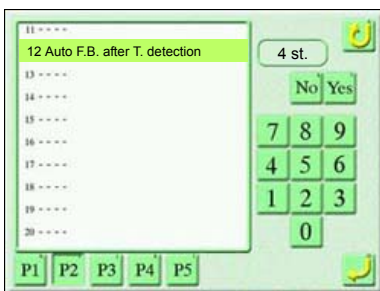 11 - - - -
12 Auto F.B. after T. detection
4 st.
13 - - - -
14 - - - -
No Yes
15 - - - -
16 - - - -
7 8 9
17 - - - -
4 5 6
18 - - - -
19 - - - -
1 2 3
20 - - - -
0
P1 P2 P3 P4 P5